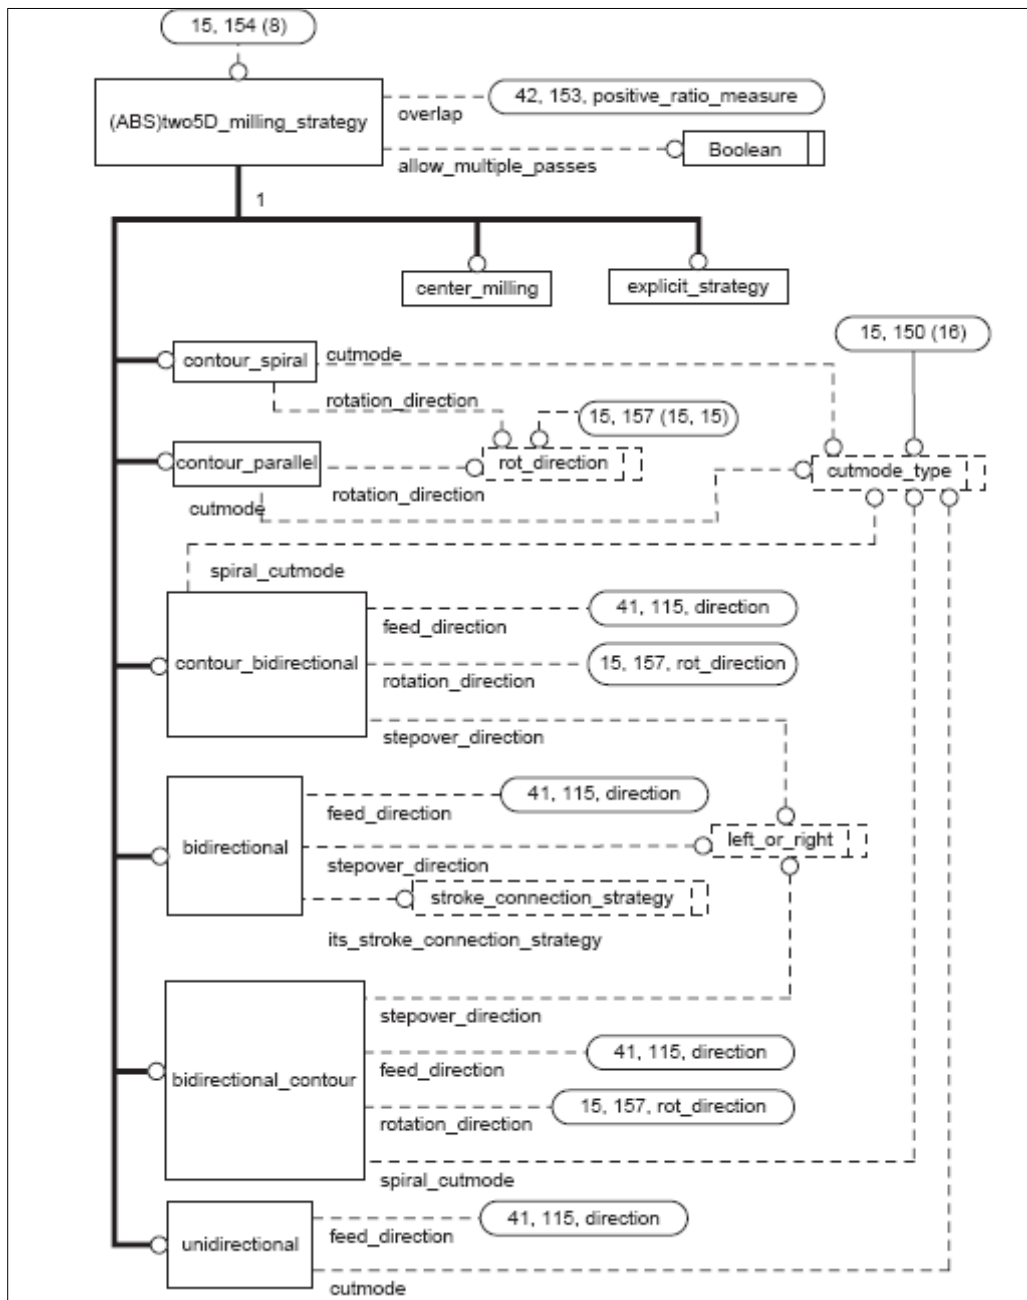 15, 154 (8)
(ABS)two5D_milling_strategy
42, 153, positive_ratio_measure
overlap
Boolean
allow_multiple_passes
1
center_milling
explicit_strategy
15, 150 (16)
contour_spiral
cutmode
rotation_direction
15, 157 (15, 15)
contour_parallel
rot_direction
cutmode_type
rotation_direction
cutmode
spiral_cutmode
contour_bidirectional
41, 115, direction
feed_direction
15, 157, rot_direction
rotation_direction
stepover_direction
bidirectional
41, 115, direction
feed_direction
left_or_right
stepover_direction
stroke_connection_strategy
its_stroke_connection_strategy
bidirectional_contour
stepover_direction
41, 115, direction
feed_direction
15, 157, rot_direction
rotation_direction
spiral_cutmode
unidirectional
41, 115, direction
feed_direction
cutmode